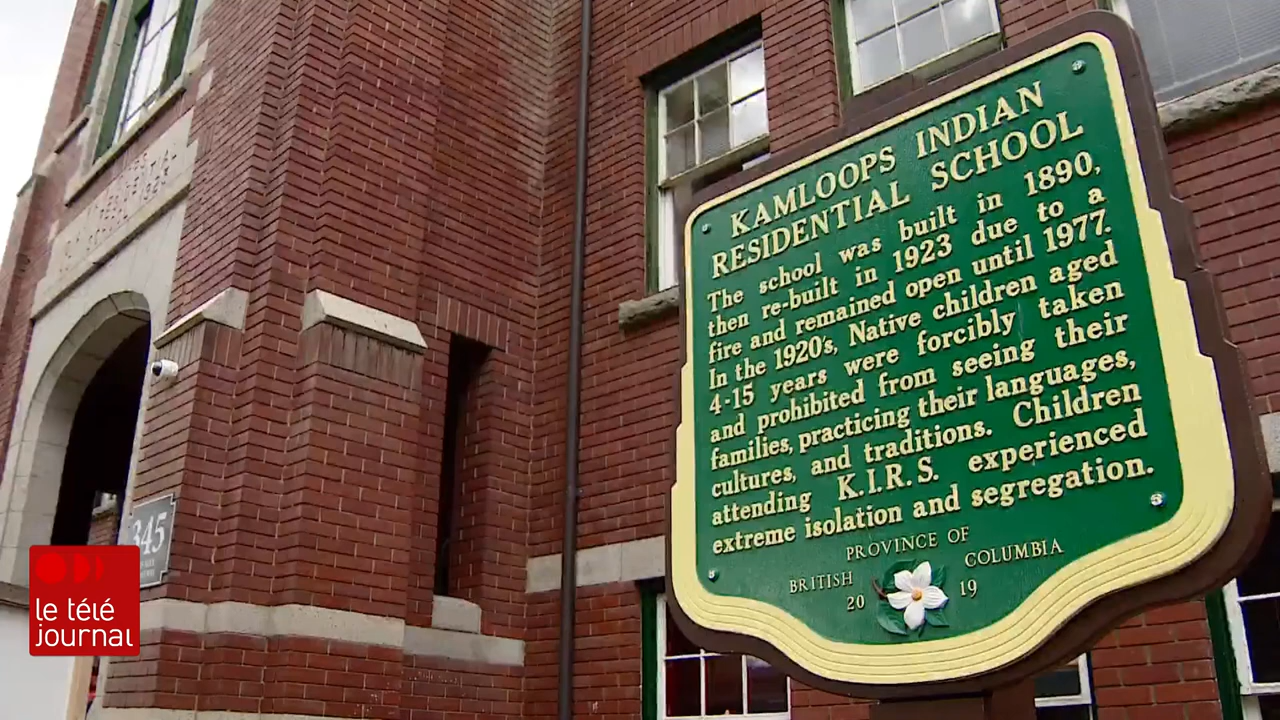 KAMLOOPS INDIAN
RESIDENTIAL SCHOOL
The school was built in 1890,
then re-built in 1923 due to a
fire and remained open until 1977.
In the 1920's, Native children aged
4-15 years were forcibly taken
and prohibited from seeing their
families, practicing their languages,
cultures, and traditions. Children
attending K.I.R.S. experienced
extreme isolation and segregation.
PROVINCE OF
BRITISH COLUMBIA
20 19
345
le télé
journal